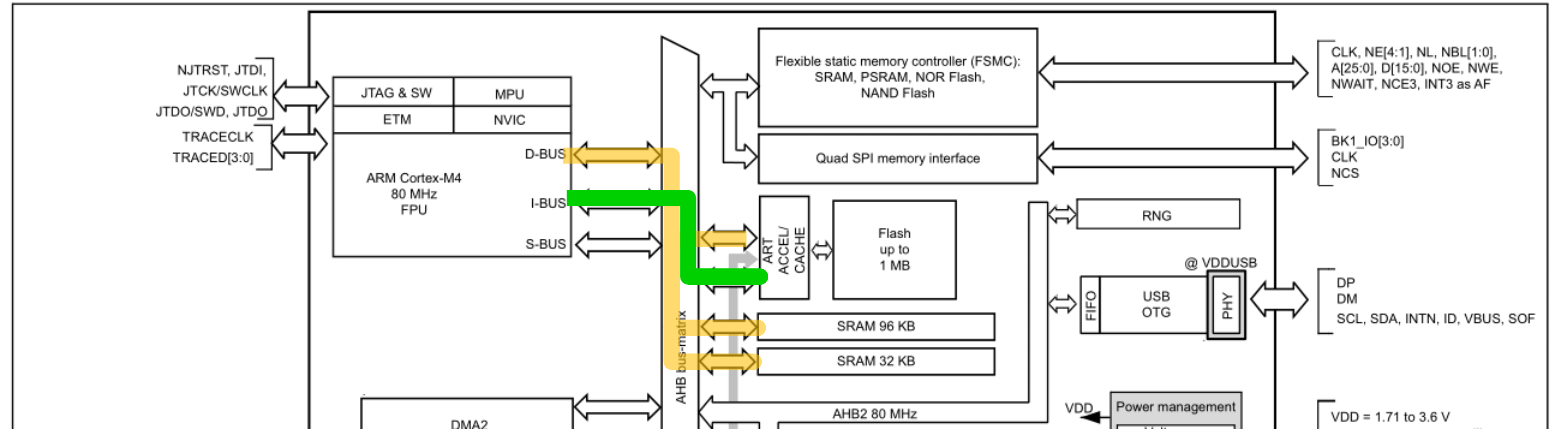 NJTRST, JTDI,
JTCK/SWCLK
JTDO/SWD, JTDO
TRACECLK
TRACED[3:0]
JTAG & SW
MPU
ETM
NVIC
D-BUS
ARM Cortex-M4
80 MHz
FPU
I-BUS
S-BUS
DMA2
AHB bus-matrix
Flexible static memory controller (FSMC):
SRAM, PSRAM, NOR Flash,
NAND Flash
Quad SPI memory interface
ART
ACCEL/
CACHE
Flash
up to
1 MB
SRAM 96 KB
SRAM 32 KB
AHB2 80 MHz
RNG
@ VDDUSB
FIFO
USB
OTG
PHY
VDD
Power management
CLK, NE[4:1], NL, NBL[1:0],
A[25:0], D[15:0], NOE, NWE,
NWAIT, NCE3, INT3 as AF
BK1_IO[3:0]
CLK
NCS
DP
DM
SCL, SDA, INTN, ID, VBUS, SOF
VDD = 1.71 to 3.6 V